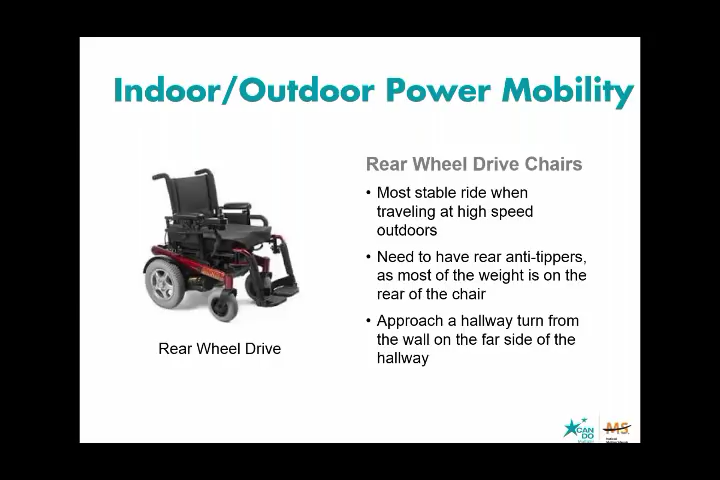 Indoor/Outdoor Power Mobility
Rear Wheel Drive Chairs
• Most stable ride when
traveling at high speed
outdoors
• Need to have rear anti-tippers,
as most of the weight is on the
rear of the chair
• Approach a hallway turn from
the wall on the far side of the
hallway
Rear Wheel Drive
CAN
DO
MS